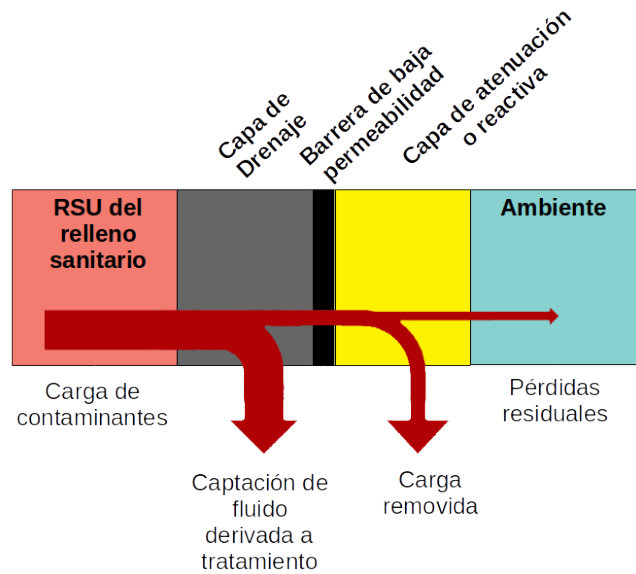 Capa de
Drenaje
Barrera de baja
permeabilidad
Capa de atenuación
o reactiva
RSU del
relleno
sanitario
Ambiente
Carga de
contaminantes
Pérdidas
residuales
Captación de
fluido
derivada a
tratamiento
Carga
removida